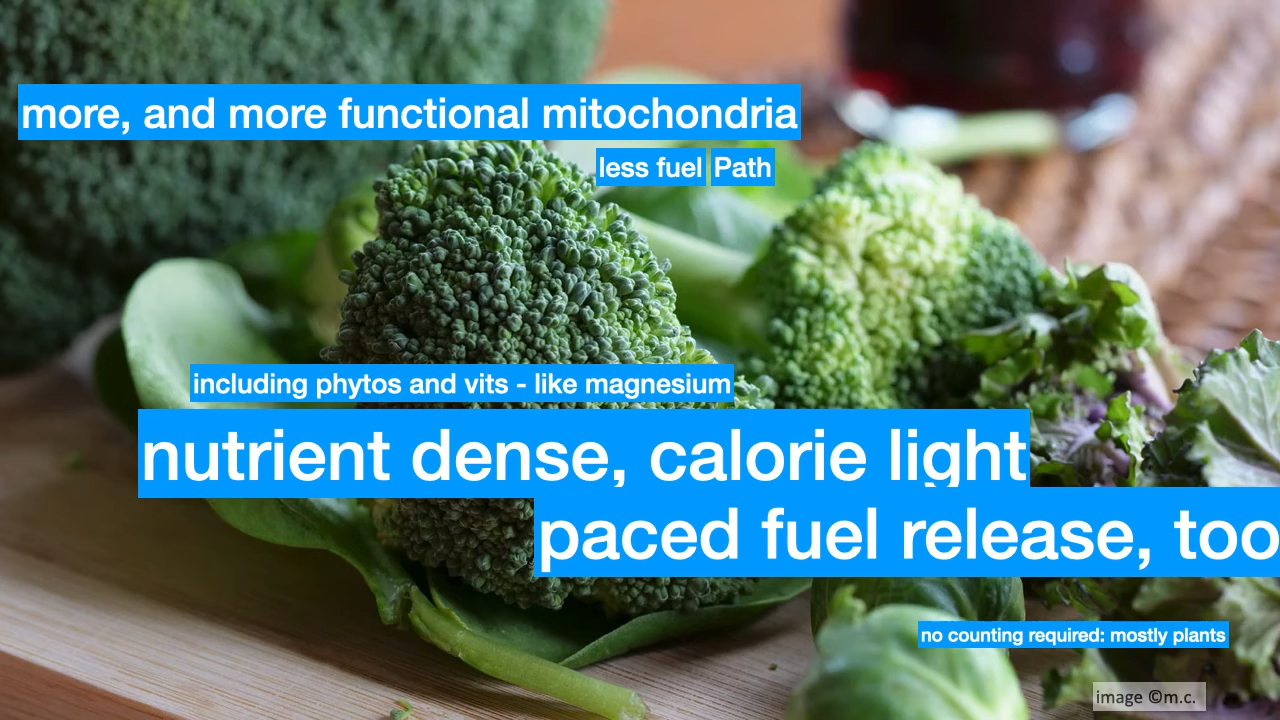 more, and more functional mitochondria
less fuel Path
including phytos and vits - like magnesium
nutrient dense, calorie light
paced fuel release, too
no counting required: mostly plants
image ©m.c.